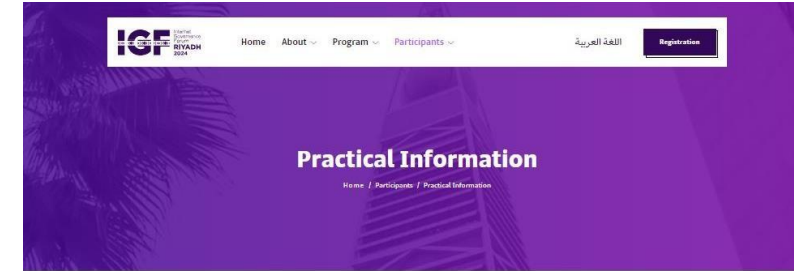 IGF
Internet
Governance
Forum
RIYADH
2024
Home About Program Participants
اللغة العربية
Registration
Practical Information
Home / Participants / Practical Information